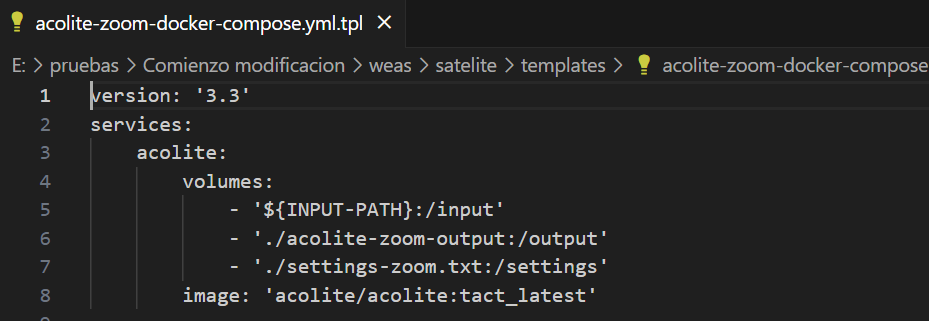 acolite-zoom-docker-compose.yml.tpl ×
E: > pruebas > Comienzo modificacion > weas > satelite > templates > acolite-zoom-docker-compose
1 version: '3.3'
2 services:
3     acolite:
4         volumes:
5             - '${INPUT-PATH}:/input'
6             - './acolite-zoom-output:/output'
7             - './settings-zoom.txt:/settings'
8         image: 'acolite/acolite:tact_latest'